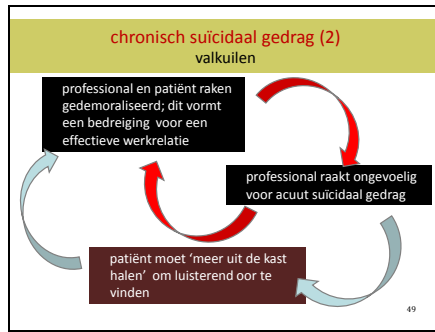 chronisch suïcidaal gedrag (2)
valkuilen
professional en patiënt raken
gedemoraliseerd; dit vormt
een bedreiging voor een
effectieve werkrelatie
professional raakt ongevoelig
voor acuut suïcidaal gedrag
patiënt moet ‘meer uit de kast
halen’ om luisterend oor te
vinden
49